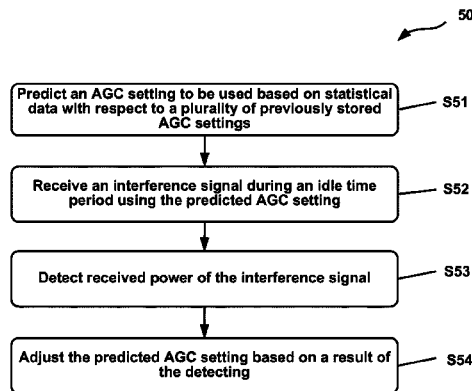 50
Predict an AGC setting to be used based on statistical
data with respect to a plurality of previously stored
AGC settings
S51
Receive an interference signal during an idle time
period using the predicted AGC setting
S52
Detect received power of the interference signal
S53
Adjust the predicted AGC setting based on a result of
the detecting
S54